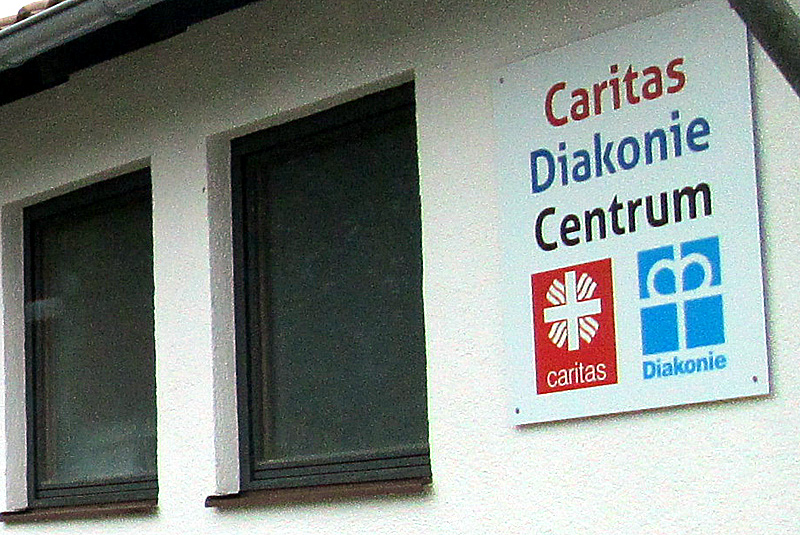 Caritas
Diakonie
Centrum
caritas
Diakonie